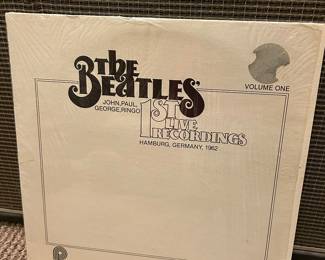 the
BEATLES
VOLUME ONE
JOHN, PAUL,
GEORGE, RINGO
1ST
LIVE
RECORDINGS
HAMBURG, GERMANY, 1962